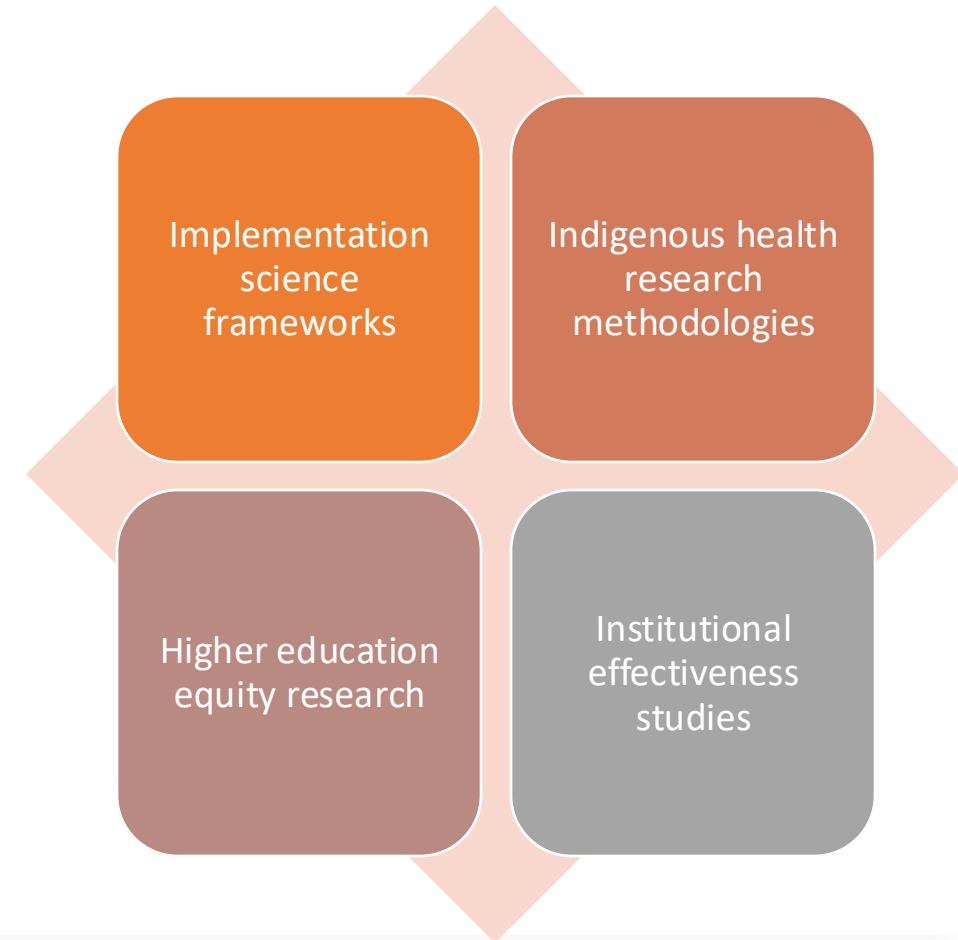 Implementation
science
frameworks
Indigenous health
research
methodologies
Higher education
equity research
Institutional
effectiveness
studies